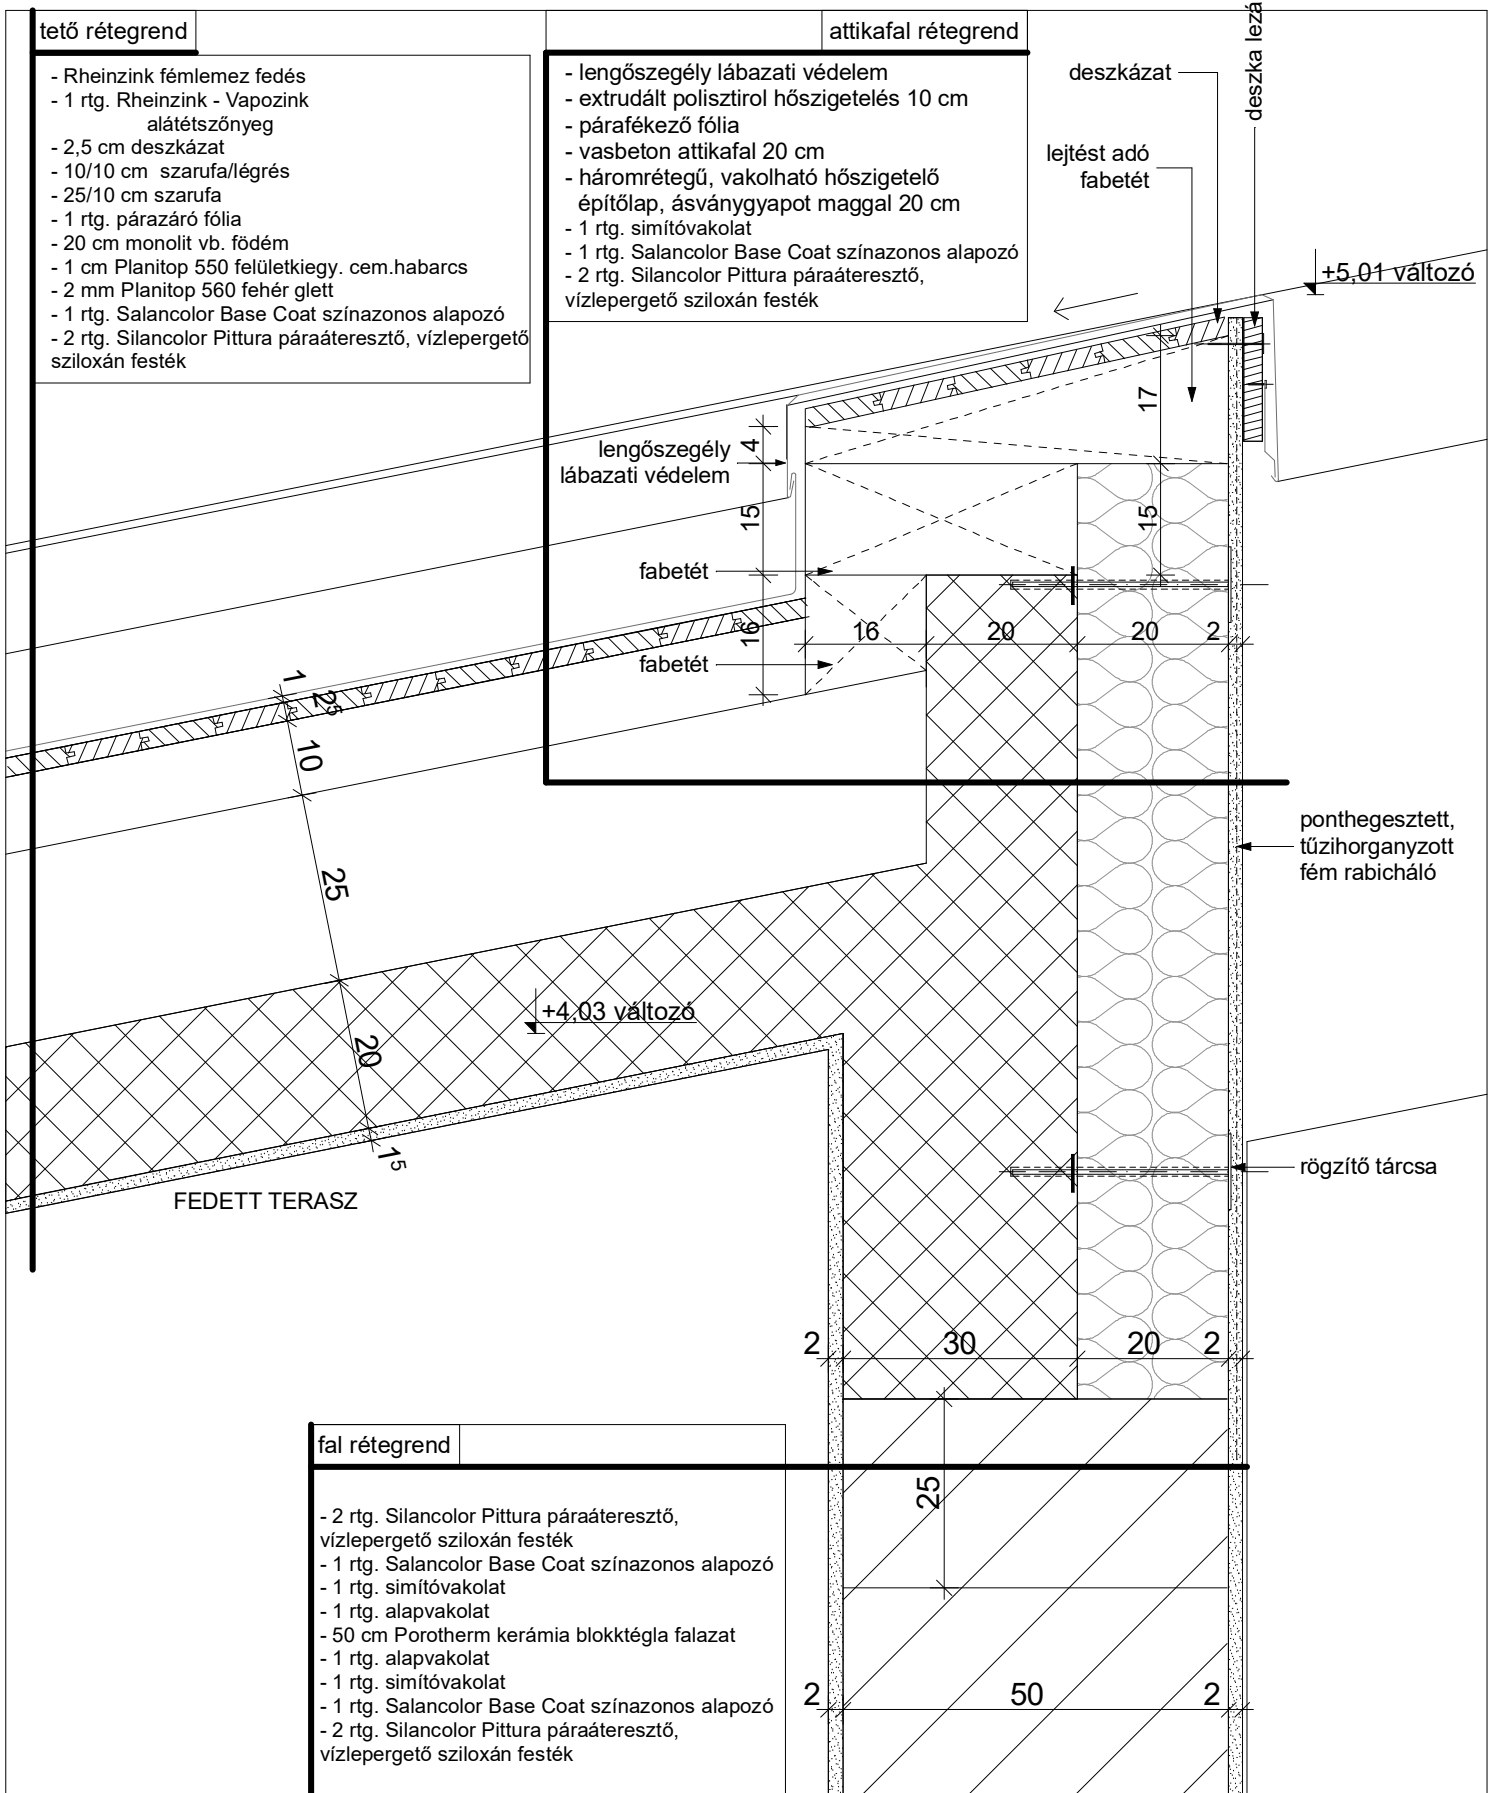 tető rétegrend
- Rheinzink fémlemez fedés
- 1 rtg. Rheinzink - Vapozink
alátétszőnyeg
- 2,5 cm deszkázat
- 10/10 cm szarufa/légrés
- 25/10 cm szarufa
- 1 rtg. párazáró fólia
- 20 cm monolit vb. födém
- 1 cm Planitop 550 felületkiegy. cem.habarcs
- 2 mm Planitop 560 fehér glett
- 1 rtg. Salancolor Base Coat színazonos alapozó
- 2 rtg. Silancolor Pittura páraáteresztő, vízlepergető
sziloxán festék
attikafal rétegrend
- lengőszegély lábazati védelem
- extrudált polisztirol hőszigetelés 10 cm
- párafékező fólia
- vasbeton attikafal 20 cm
- háromrétegű, vakolható hőszigetelő
építőlap, ásványgyapot maggal 20 cm
- 1 rtg. simítóvakolat
- 1 rtg. Salancolor Base Coat színazonos alapozó
- 2 rtg. Silancolor Pittura páraáteresztő,
vízlepergető sziloxán festék
deszkázat
deszka lezá
lejtést adó
fabetét
+5,01 változó
17
4
lengőszegély
lábazati védelem
15
15
fabetét
16
16
20
20
2
fabetét
1
2⁵
10
25
20
1⁵
ponthegesztett,
tűzihorganyzott
fém rabicháló
+4,03 változó
rögzítő tárcsa
FEDETT TERASZ
2
30
20
2
25
fal rétegrend
- 2 rtg. Silancolor Pittura páraáteresztő,
vízlepergető sziloxán festék
- 1 rtg. Salancolor Base Coat színazonos alapozó
- 1 rtg. simítóvakolat
- 1 rtg. alapvakolat
- 50 cm Porotherm kerámia blokktégla falazat
- 1 rtg. alapvakolat
- 1 rtg. simítóvakolat
- 1 rtg. Salancolor Base Coat színazonos alapozó
- 2 rtg. Silancolor Pittura páraáteresztő,
vízlepergető sziloxán festék
2
50
2